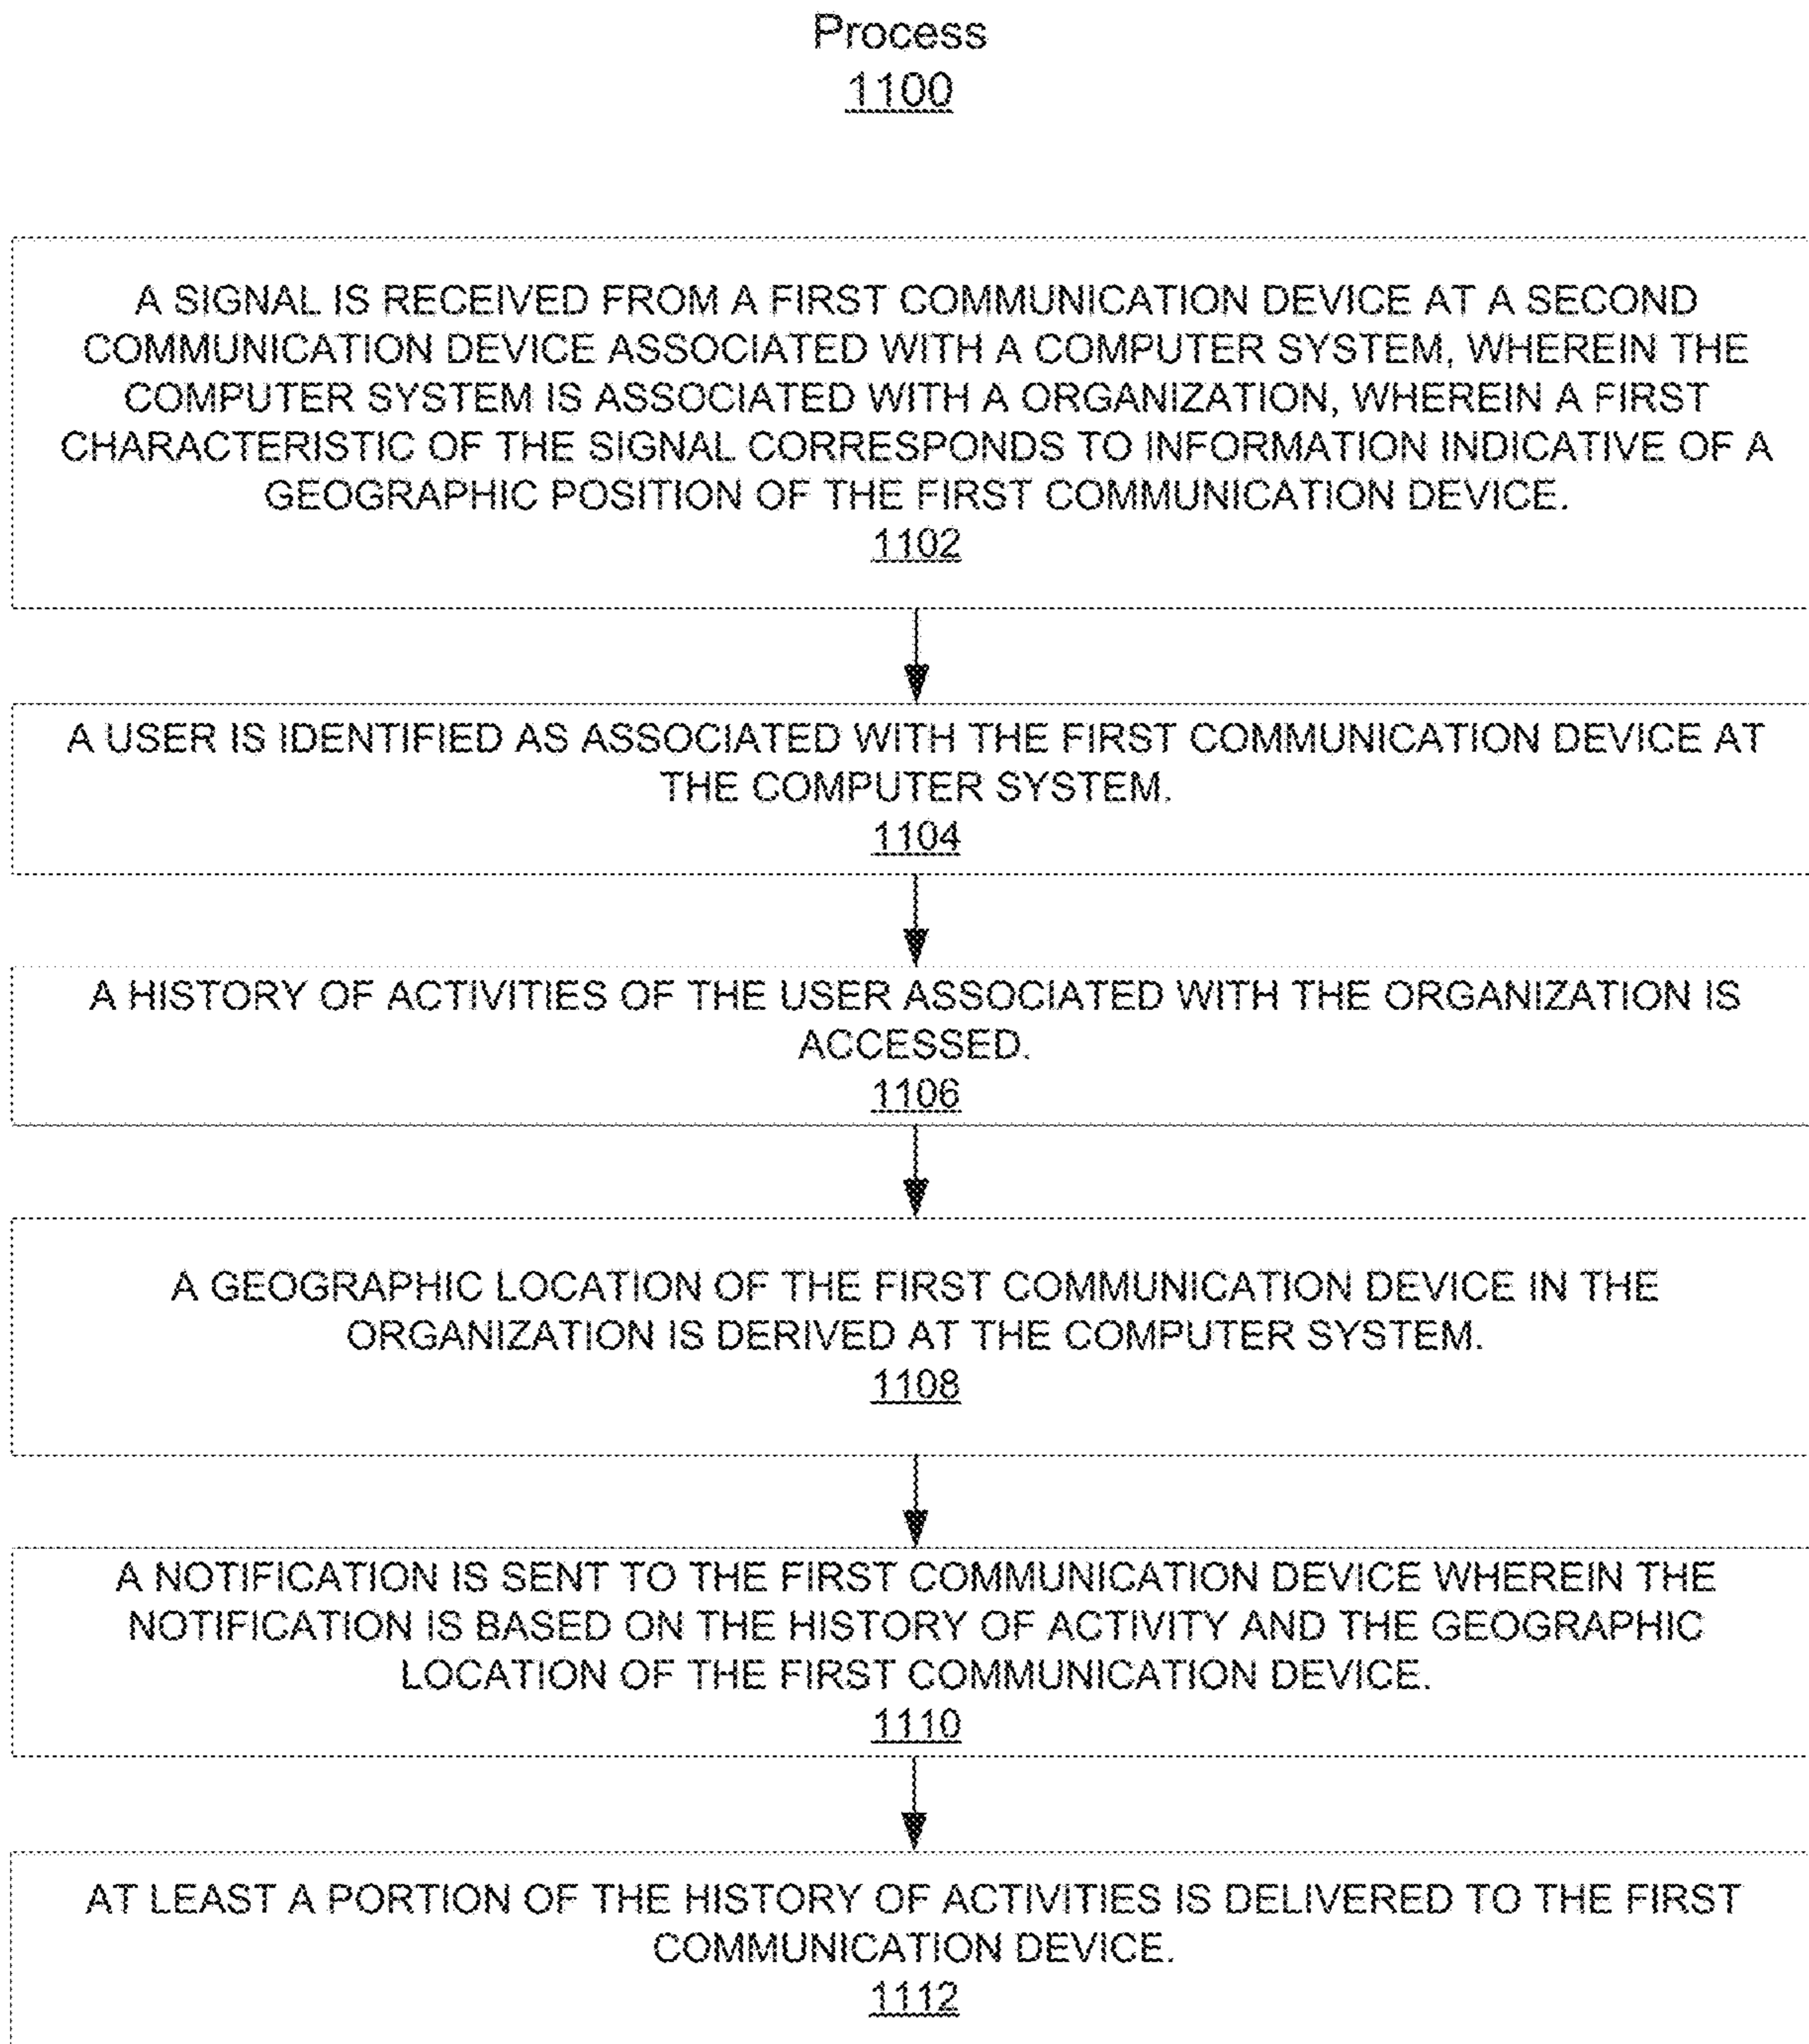 Process
1100
A SIGNAL IS RECEIVED FROM A FIRST COMMUNICATION DEVICE AT A SECOND
COMMUNICATION DEVICE ASSOCIATED WITH A COMPUTER SYSTEM, WHEREIN THE
COMPUTER SYSTEM IS ASSOCIATED WITH A ORGANIZATION, WHEREIN A FIRST
CHARACTERISTIC OF THE SIGNAL CORRESPONDS TO INFORMATION INDICATIVE OF A
GEOGRAPHIC POSITION OF THE FIRST COMMUNICATION DEVICE.
1102
A USER IS IDENTIFIED AS ASSOCIATED WITH THE FIRST COMMUNICATION DEVICE AT
THE COMPUTER SYSTEM.
1104
A HISTORY OF ACTIVITIES OF THE USER ASSOCIATED WITH THE ORGANIZATION IS
ACCESSED.
1106
A GEOGRAPHIC LOCATION OF THE FIRST COMMUNICATION DEVICE IN THE
ORGANIZATION IS DERIVED AT THE COMPUTER SYSTEM.
1108
A NOTIFICATION IS SENT TO THE FIRST COMMUNICATION DEVICE WHEREIN THE
NOTIFICATION IS BASED ON THE HISTORY OF ACTIVITY AND THE GEOGRAPHIC
LOCATION OF THE FIRST COMMUNICATION DEVICE.
1110
AT LEAST A PORTION OF THE HISTORY OF ACTIVITIES IS DELIVERED TO THE FIRST
COMMUNICATION DEVICE.
1112